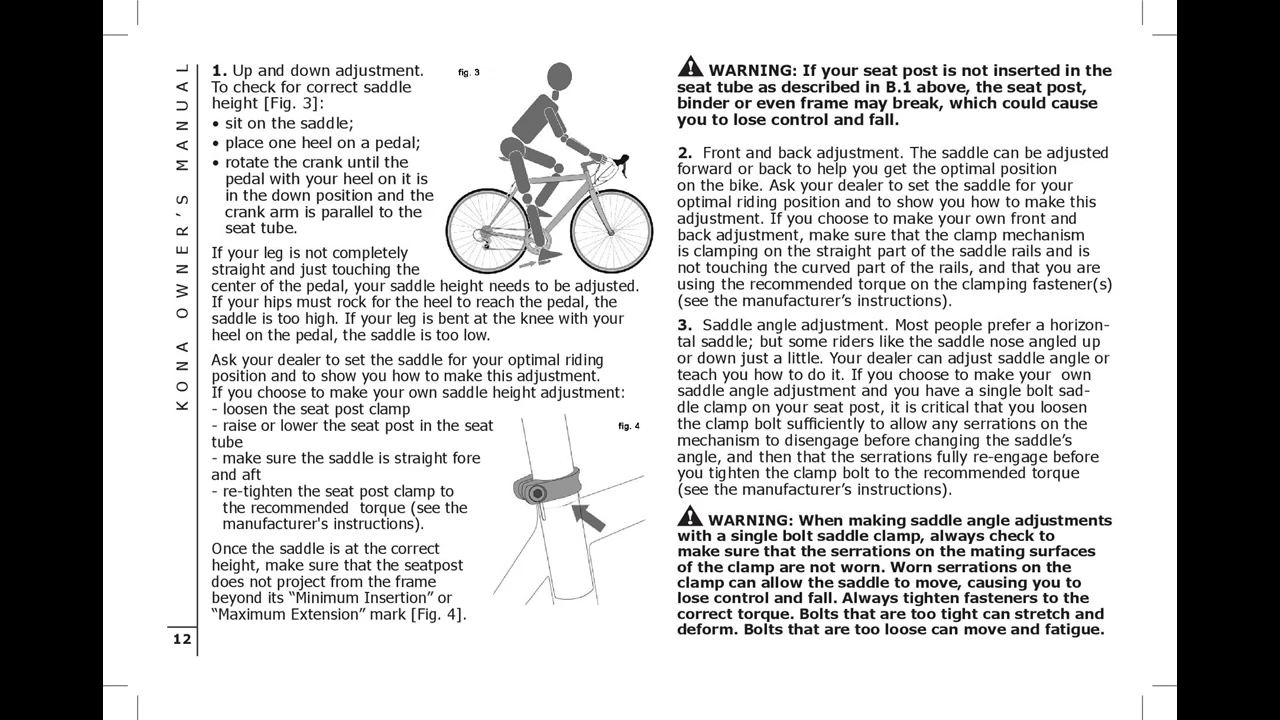 KONA OWNER'S MANUAL
1. Up and down adjustment.
To check for correct saddle
height [Fig. 3]:
• sit on the saddle;
• place one heel on a pedal;
• rotate the crank until the
pedal with your heel on it is
in the down position and the
crank arm is parallel to the
seat tube.
fig. 3
If your leg is not completely
straight and just touching the
center of the pedal, your saddle height needs to be adjusted.
If your hips must rock for the heel to reach the pedal, the
saddle is too high. If your leg is bent at the knee with your
heel on the pedal, the saddle is too low.
Ask your dealer to set the saddle for your optimal riding
position and to show you how to make this adjustment.
If you choose to make your own saddle height adjustment:
- loosen the seat post clamp
- raise or lower the seat post in the seat
tube
- make sure the saddle is straight fore
and aft
- re-tighten the seat post clamp to
the recommended  torque (see the
manufacturer's instructions).
fig. 4
Once the saddle is at the correct
height, make sure that the seatpost
does not project from the frame
beyond its “Minimum Insertion” or
“Maximum Extension” mark [Fig. 4].
12
WARNING: If your seat post is not inserted in the
seat tube as described in B.1 above, the seat post,
binder or even frame may break, which could cause
you to lose control and fall.
2.  Front and back adjustment. The saddle can be adjusted
forward or back to help you get the optimal position
on the bike. Ask your dealer to set the saddle for your
optimal riding position and to show you how to make this
adjustment. If you choose to make your own front and
back adjustment, make sure that the clamp mechanism
is clamping on the straight part of the saddle rails and is
not touching the curved part of the rails, and that you are
using the recommended torque on the clamping fastener(s)
(see the manufacturer’s instructions).
3.  Saddle angle adjustment. Most people prefer a horizon-
tal saddle; but some riders like the saddle nose angled up
or down just a little. Your dealer can adjust saddle angle or
teach you how to do it. If you choose to make your  own
saddle angle adjustment and you have a single bolt sad-
dle clamp on your seat post, it is critical that you loosen
the clamp bolt sufficiently to allow any serrations on the
mechanism to disengage before changing the saddle’s
angle, and then that the serrations fully re-engage before
you tighten the clamp bolt to the recommended torque
(see the manufacturer’s instructions).
WARNING: When making saddle angle adjustments
with a single bolt saddle clamp, always check to
make sure that the serrations on the mating surfaces
of the clamp are not worn. Worn serrations on the
clamp can allow the saddle to move, causing you to
lose control and fall. Always tighten fasteners to the
correct torque. Bolts that are too tight can stretch and
deform. Bolts that are too loose can move and fatigue.